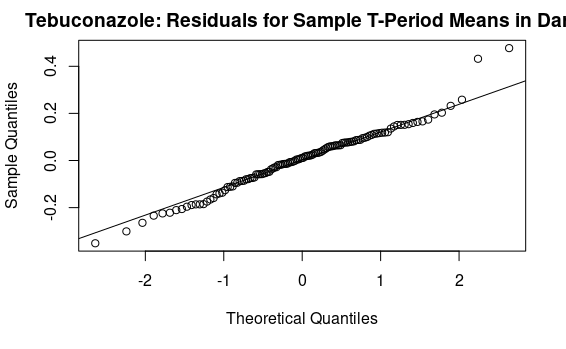 Tebuconazole: Residuals for Sample T-Period Means in Dar
Sample Quantiles
0.4
0.2
0.0
-0.2
-2 -1 0 1 2
Theoretical Quantiles